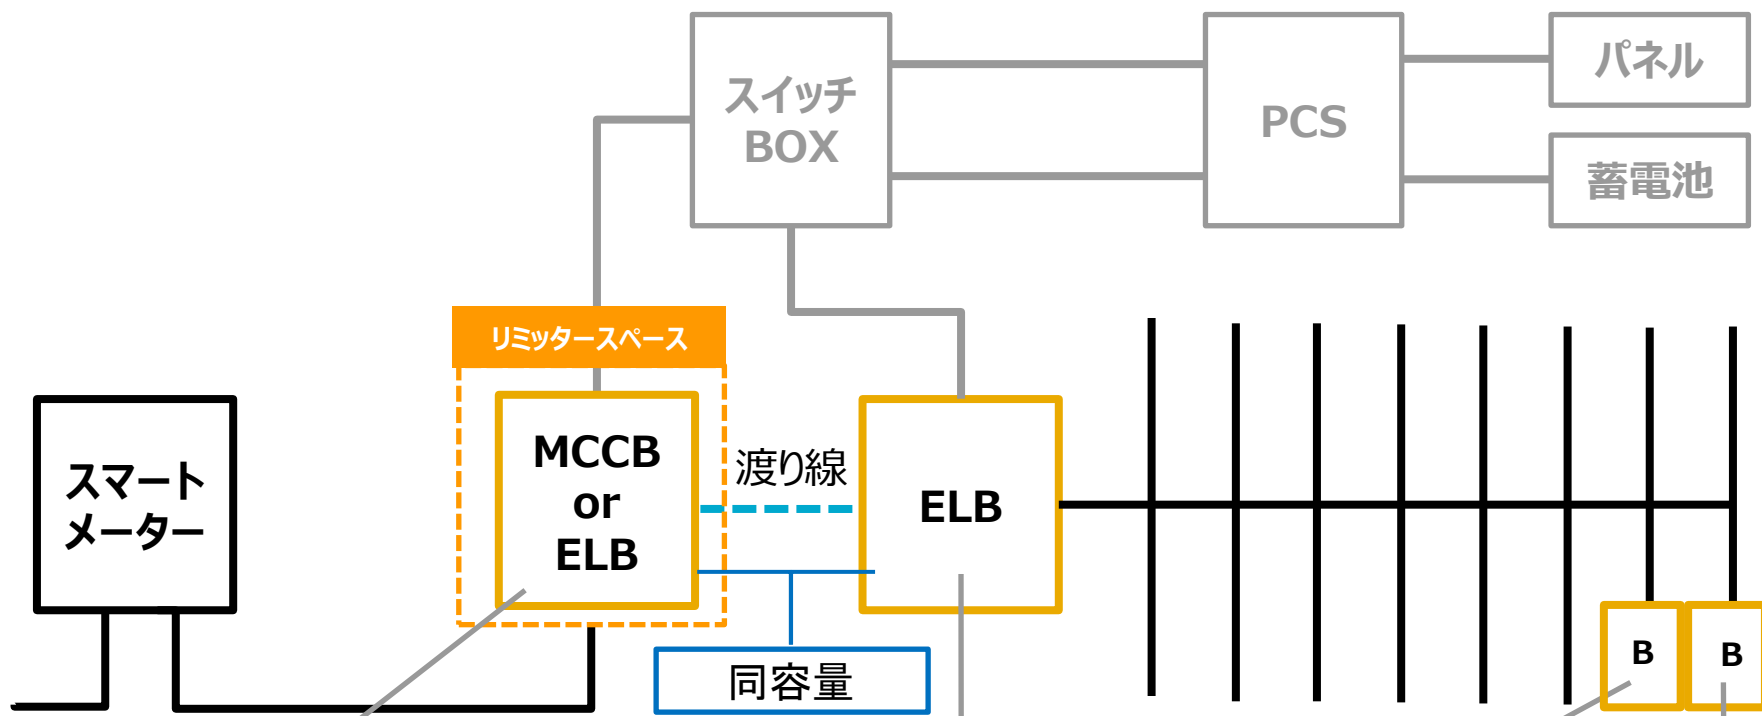 スイッチ
BOX
PCS
パネル
蓄電池
リミッタースペース
スマート
メーター
MCCB
or
ELB
渡り線
ELB
同容量
B
B